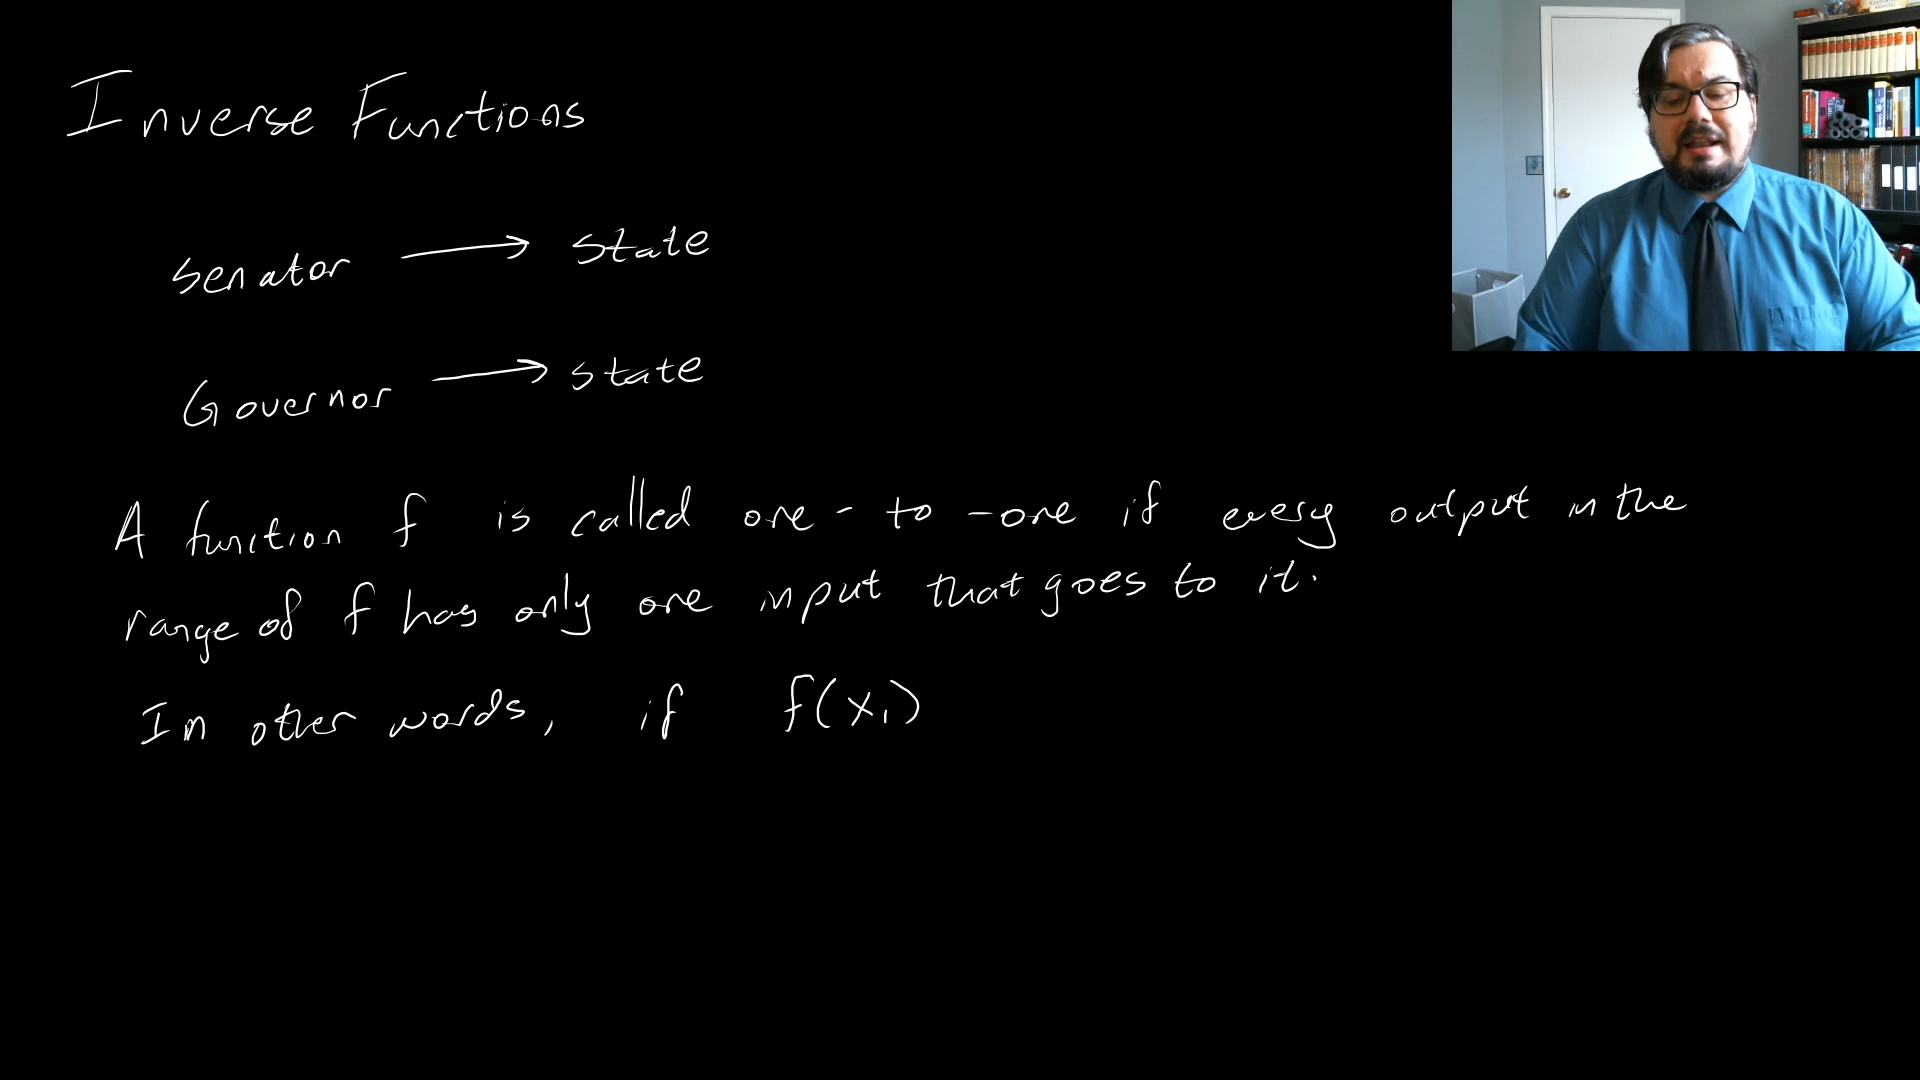 Inverse Functions
Senator → State
Governor → State
A function f is called one-to-one if every output in the
range of f has only one input that goes to it.
In other words, if f(x₁)